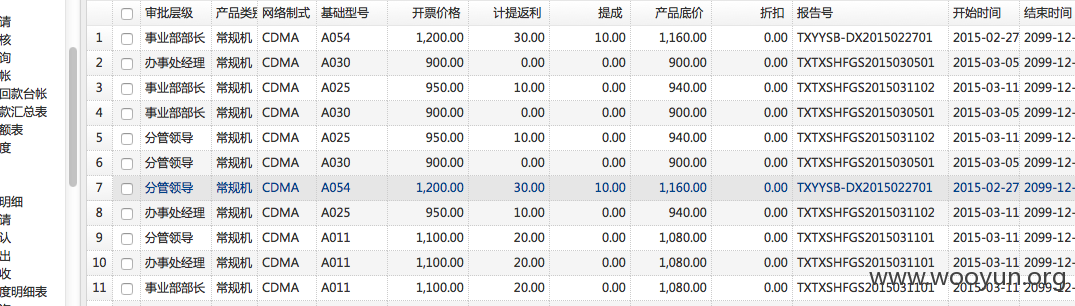 审批层级 产品类 网络制式 基础型号 开票价格 计提返利 提成 产品底价 折扣 报告号 开始时间 结束时间
请
1 事业部部长 常规机 CDMA A054 1,200.00 30.00 10.00 1,160.00 0.00 TXYYSB-DX2015022701 2015-02-27 2099-12-
核
询
2 办事处经理 常规机 CDMA A030 900.00 0.00 0.00 900.00 0.00 TXTXSHFGS2015030501 2015-03-05 2099-12-
帐
3 事业部部长 常规机 CDMA A025 950.00 10.00 0.00 940.00 0.00 TXTXSHFGS2015031102 2015-03-11 2099-12-
回款台帐
款汇总表
4 事业部部长 常规机 CDMA A030 900.00 0.00 0.00 900.00 0.00 TXTXSHFGS2015030501 2015-03-05 2099-12-
额表
5 分管领导 常规机 CDMA A025 950.00 10.00 0.00 940.00 0.00 TXTXSHFGS2015031102 2015-03-11 2099-12-
度
6 分管领导 常规机 CDMA A030 900.00 0.00 0.00 900.00 0.00 TXTXSHFGS2015030501 2015-03-05 2099-12-
7 分管领导 常规机 CDMA A054 1,200.00 30.00 10.00 1,160.00 0.00 TXYYSB-DX2015022701 2015-02-27 2099-12-
明细
8 办事处经理 常规机 CDMA A025 950.00 10.00 0.00 940.00 0.00 TXTXSHFGS2015031102 2015-03-11 2099-12-
请
9 分管领导 常规机 CDMA A011 1,100.00 20.00 0.00 1,080.00 0.00 TXTXSHFGS2015031101 2015-03-11 2099-12-
认
出
10 办事处经理 常规机 CDMA A011 1,100.00 20.00 0.00 1,080.00 0.00 TXTXSHFGS2015031101 2015-03-11 2099-12-
收
www.wooyun.org
11 事业部部长 常规机 CDMA A011 1,100.00 20.00 0.00 1,080.00 0.00 TXTXSHFGS2015031101 2015-03-11 2099-12-
度明细表